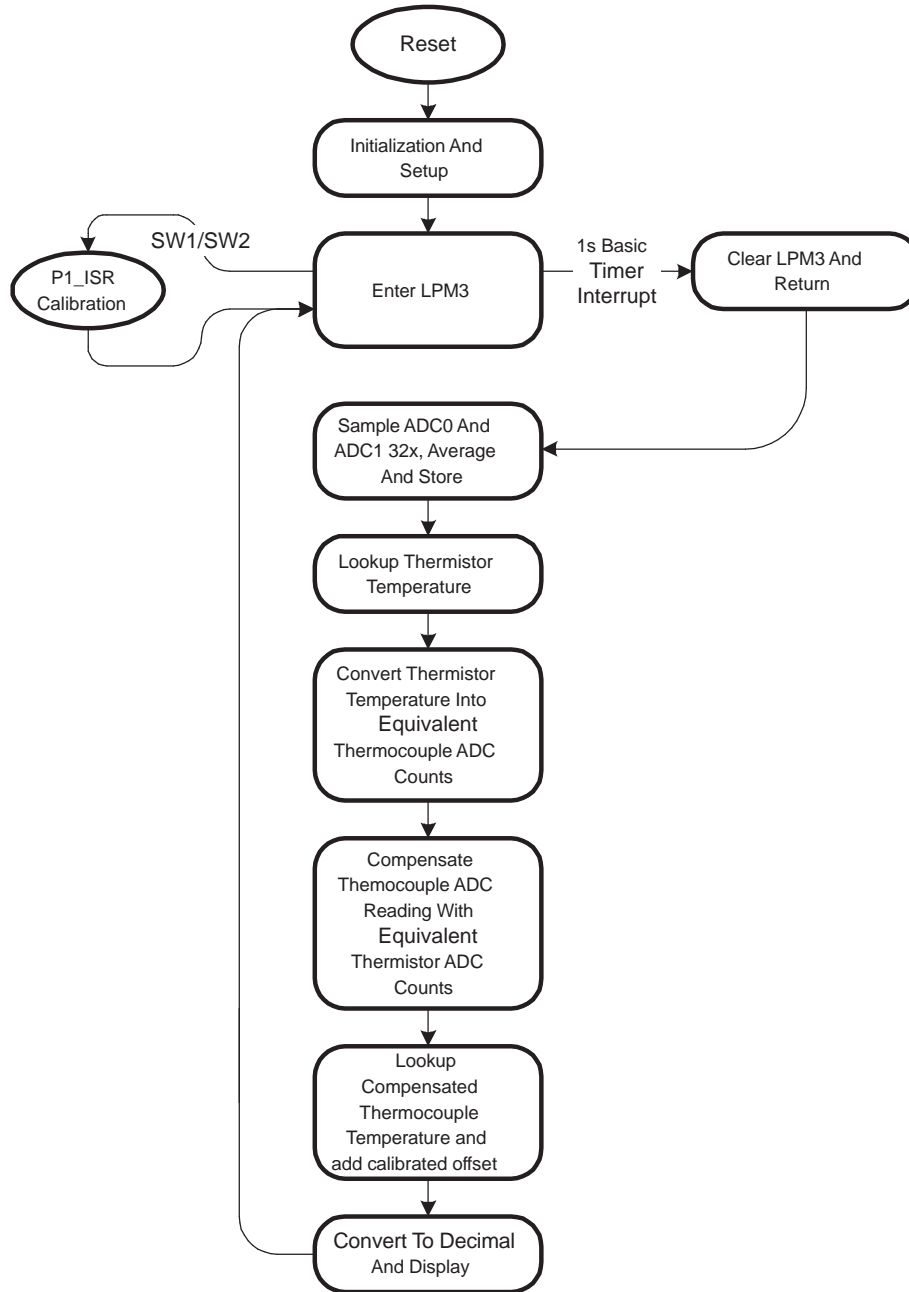 Reset
Initialization And
Setup
SW1/SW2
P1_ISR
Calibration
Enter LPM3
1s Basic
Timer
Interrupt
Clear LPM3 And
Return
Sample ADC0 And
ADC1 32x, Average
And Store
Lookup Thermistor
Temperature
Convert Thermistor
Temperature Into
Equivalent
Thermocouple ADC
Counts
Compensate
Themocouple ADC
Reading With
Equivalent
Thermistor ADC
Counts
Lookup
Compensated
Thermocouple
Temperature and
add calibrated offset
Convert To Decimal
And Display